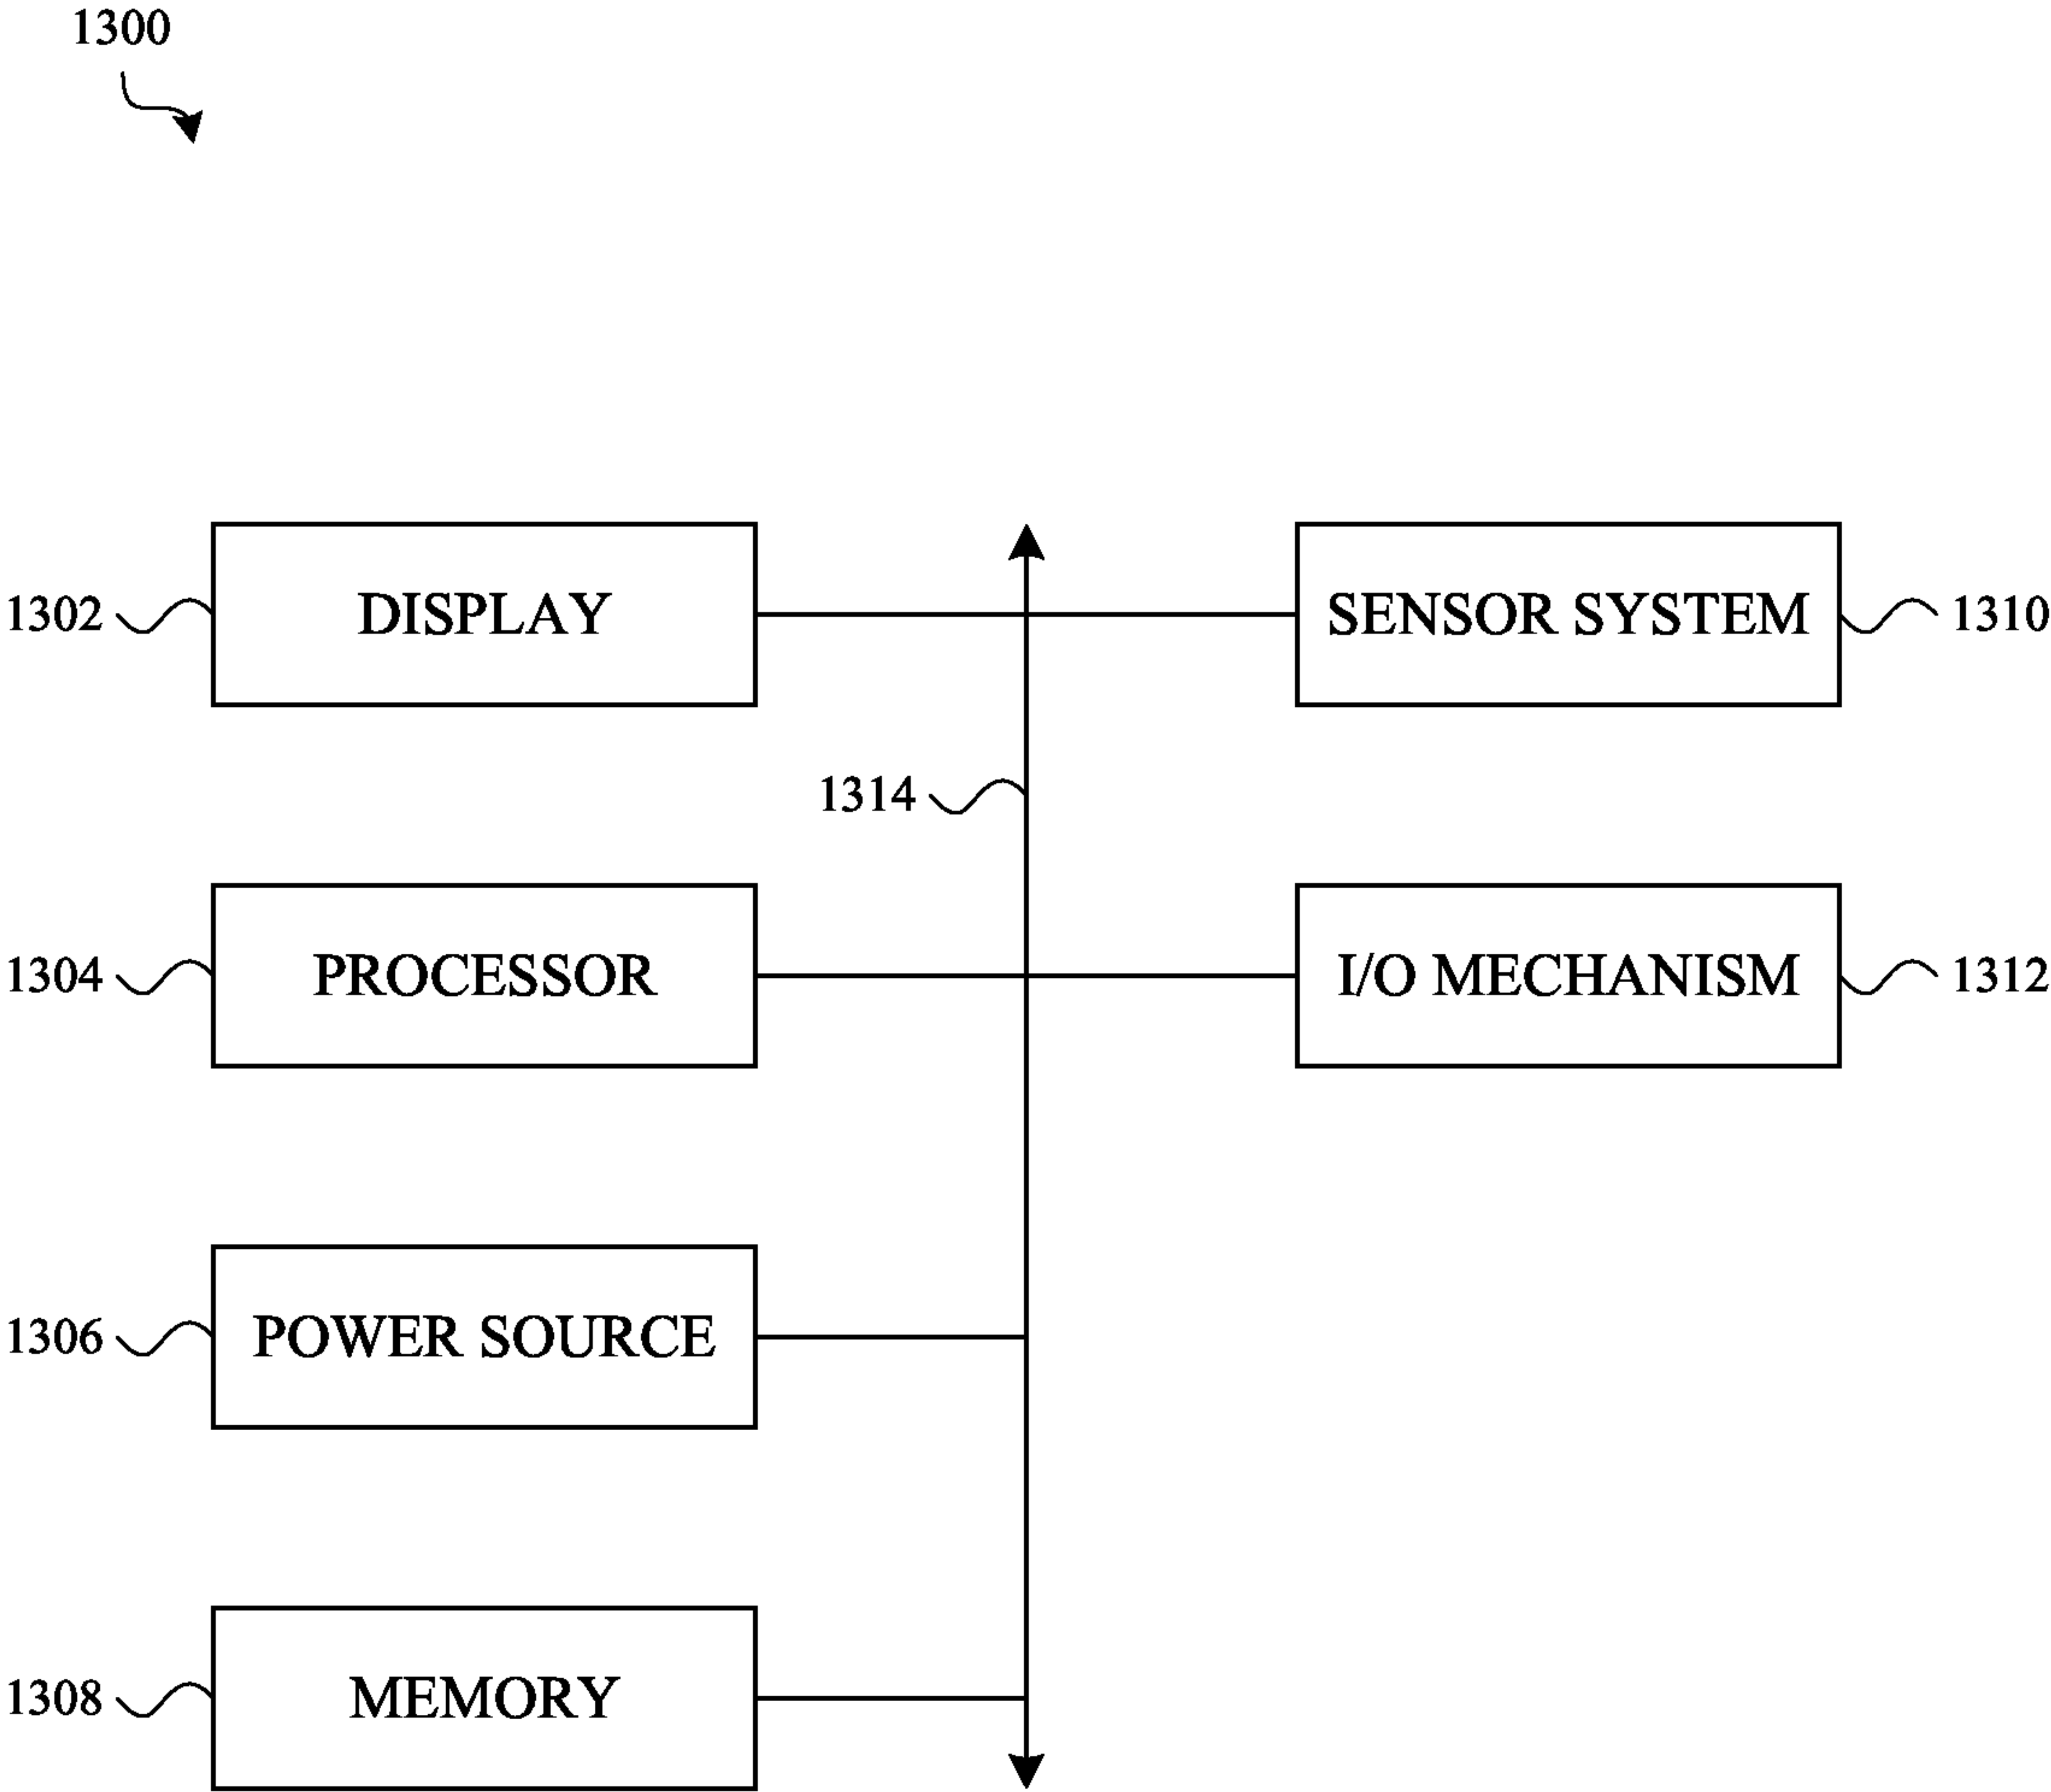 1300
1302 DISPLAY SENSOR SYSTEM 1310
1314
1304 PROCESSOR I/O MECHANISM 1312
1306 POWER SOURCE
1308 MEMORY